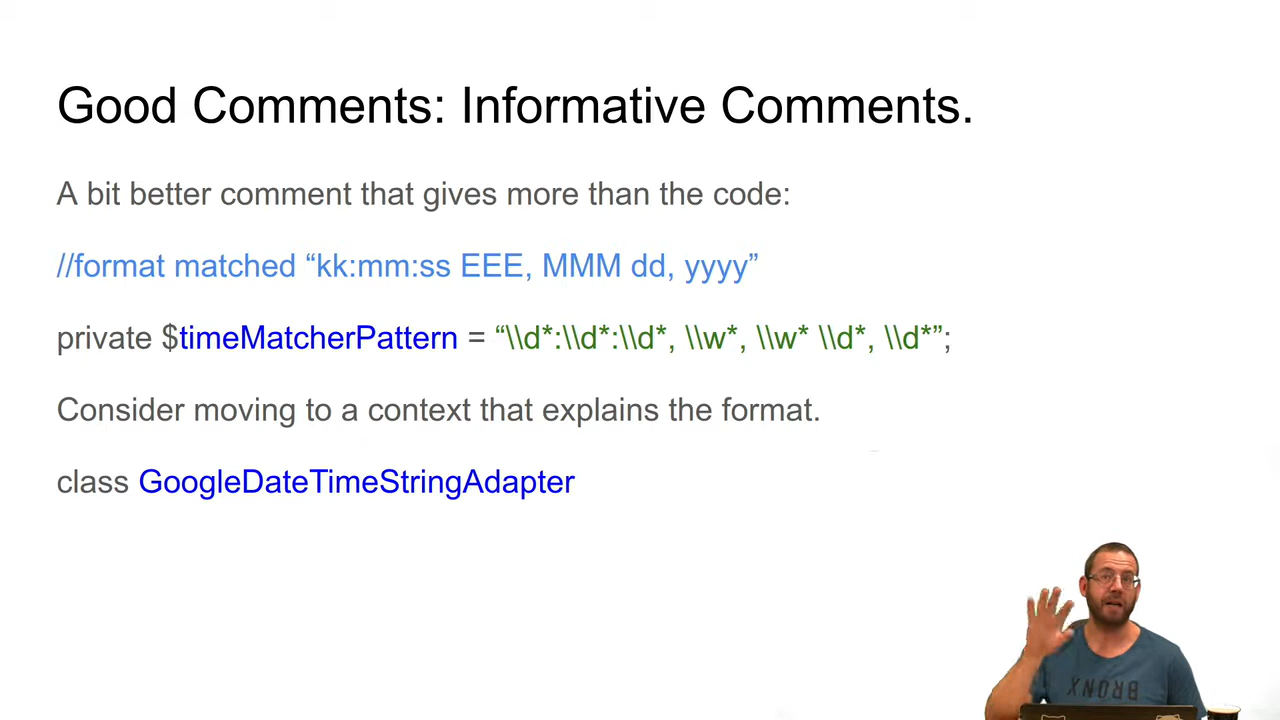 Good Comments: Informative Comments.
A bit better comment that gives more than the code:
//format matched “kk:mm:ss EEE, MMM dd, yyyy”
private $timeMatcherPattern = “\\d*:\\d*:\\d*, \\w*, \\w* \\d*, \\d*”;
Consider moving to a context that explains the format.
class GoogleDateTimeStringAdapter
BRONX